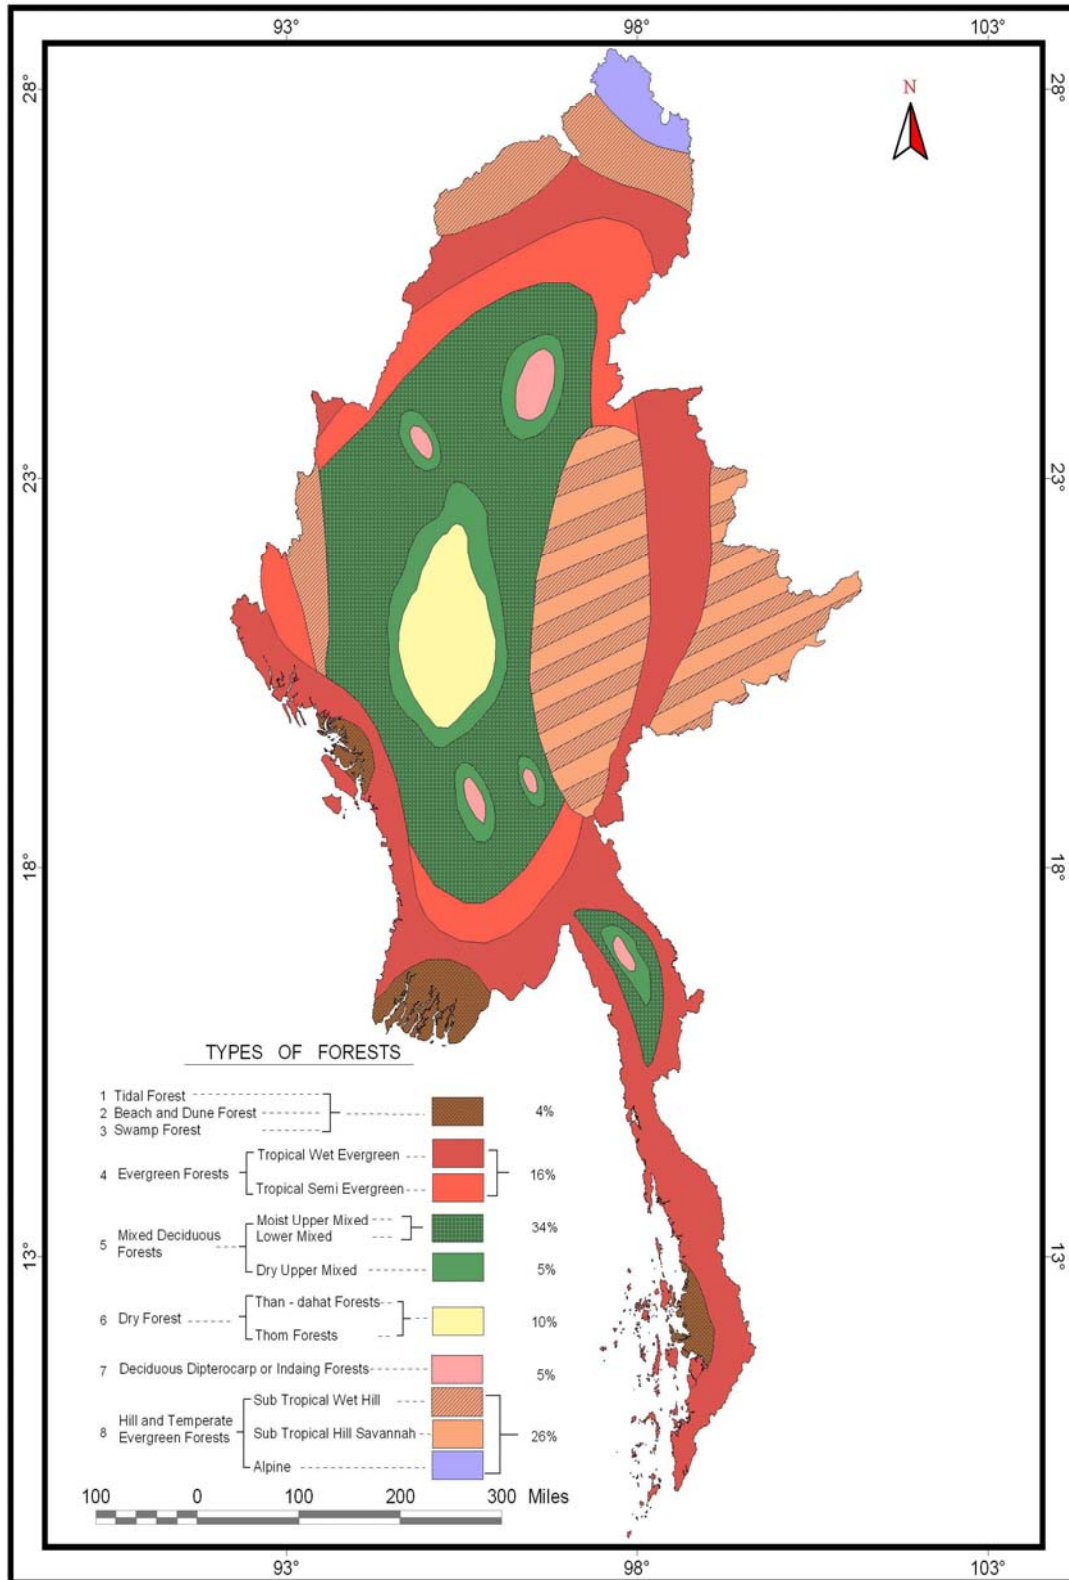 93° 98° 103°
28° 28°
N
23° 23°
18° 18°
13° 13°
TYPES OF FORESTS
1 Tidal Forest
2 Beach and Dune Forest 4%
3 Swamp Forest
Tropical Wet Evergreen
4 Evergreen Forests 16%
Tropical Semi Evergreen
Moist Upper Mixed
Lower Mixed 34%
5 Mixed Deciduous
Forests
Dry Upper Mixed 5%
Than - dahat Forests
6 Dry Forest 10%
Thom Forests
7 Deciduous Dipterocarp or Indaing Forests 5%
Sub Tropical Wet Hill
8 Hill and Temperate
Evergreen Forests
Sub Tropical Hill Savannah 26%
Alpine
100 0 100 200 300 Miles
93° 98° 103°